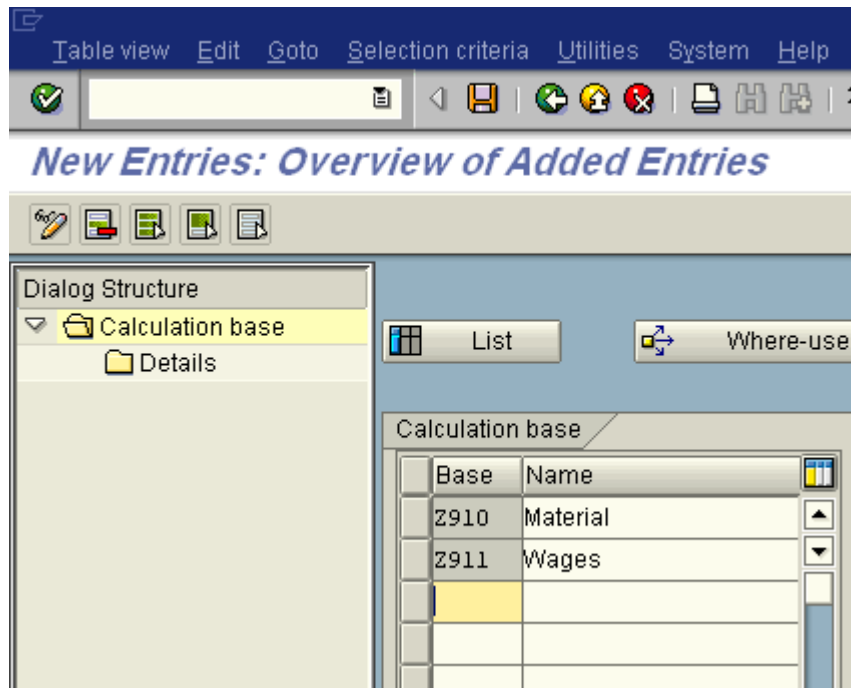 Table view Edit Goto Selection criteria Utilities System Help
New Entries: Overview of Added Entries
Dialog Structure
Calculation base
Details
List Where-use
Calculation base
Base Name
Z910 Material
Z911 Wages